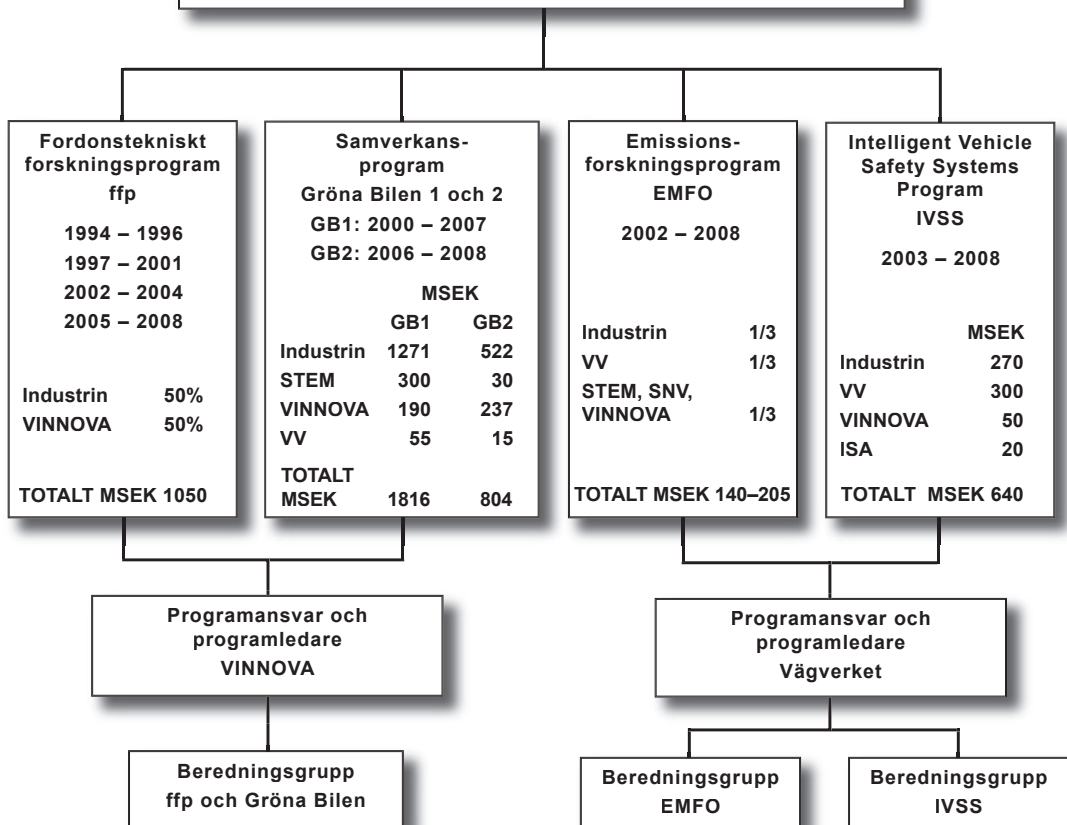 Fordonstekniskt
forskningsprogram
ffp
1994 – 1996
1997 – 2001
2002 – 2004
2005 – 2008
Industrin 50%
VINNOVA 50%
TOTALT MSEK 1050
Samverkans-
program
Gröna Bilen 1 och 2
GB1: 2000 – 2007
GB2: 2006 – 2008
MSEK
GB1 GB2
Industrin 1271 522
STEM 300 30
VINNOVA 190 237
VV 55 15
TOTALT
MSEK 1816 804
Emissions-
forskningsprogram
EMFO
2002 – 2008
Industrin 1/3
VV 1/3
STEM, SNV,
VINNOVA 1/3
TOTALT MSEK 140–205
Intelligent Vehicle
Safety Systems
Program
IVSS
2003 – 2008
MSEK
Industrin 270
VV 300
VINNOVA 50
ISA 20
TOTALT MSEK 640
Programansvar och
programledare
VINNOVA
Programansvar och
programledare
Vägverket
Beredningsgrupp
ffp och Gröna Bilen
Beredningsgrupp
EMFO
Beredningsgrupp
IVSS